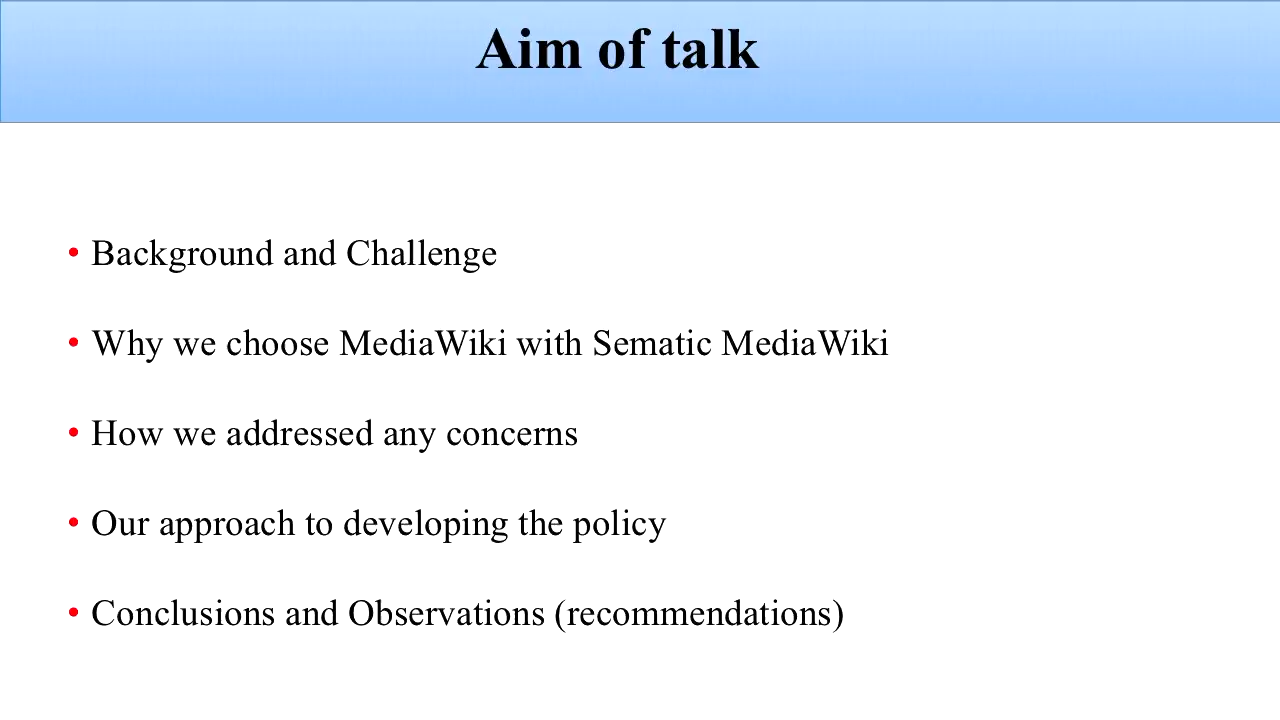 Aim of talk
• Background and Challenge
• Why we choose MediaWiki with Sematic MediaWiki
• How we addressed any concerns
• Our approach to developing the policy
• Conclusions and Observations (recommendations)